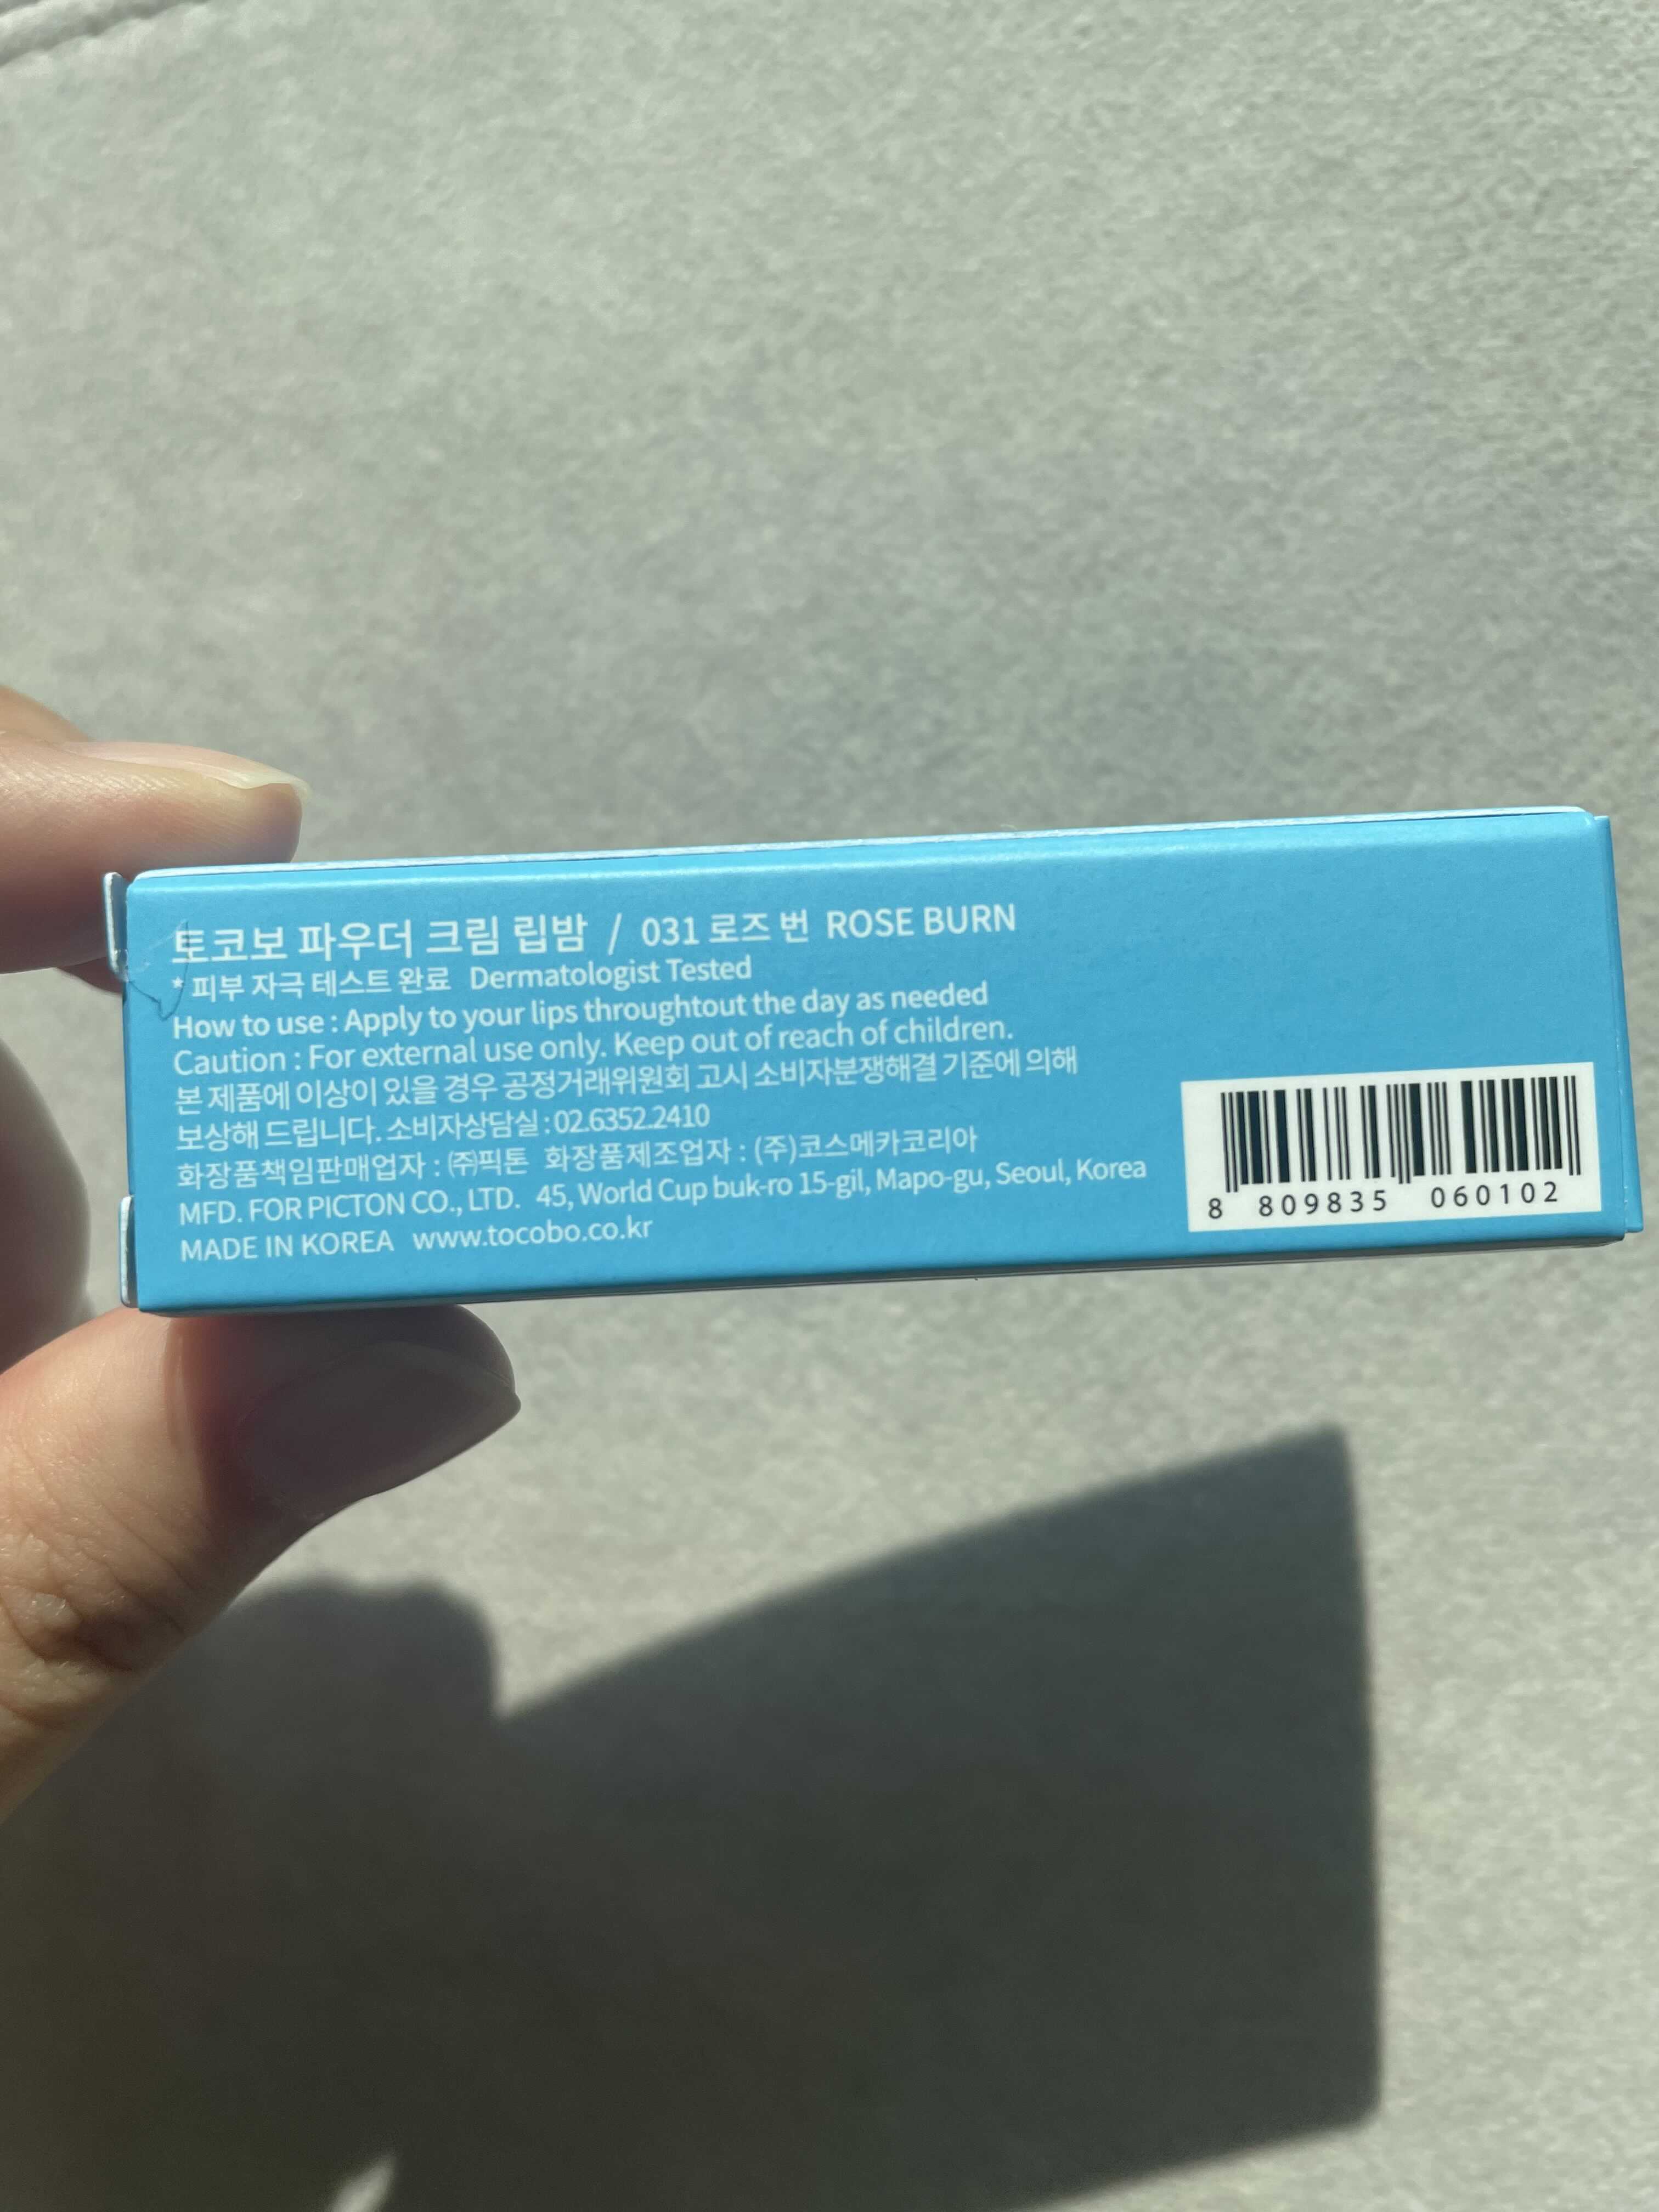 토코보 파우더 크림 립밤 / 031 로즈 번 ROSE BURN
* 피부 자극 테스트 완료 Dermatologist Tested
How to use : Apply to your lips throughtout the day as needed
Caution : For external use only. Keep out of reach of children.
본 제품에 이상이 있을 경우 공정거래위원회 고시 소비자분쟁해결 기준에 의해
보상해 드립니다. 소비자상담실 : 02.6352.2410
화장품책임판매업자 : ㈜픽톤 화장품제조업자 : (주)코스메카코리아
MFD. FOR PICTON CO., LTD. 45, World Cup buk-ro 15-gil, Mapo-gu, Seoul, Korea
MADE IN KOREA www.tocobo.co.kr
8 809835 060102